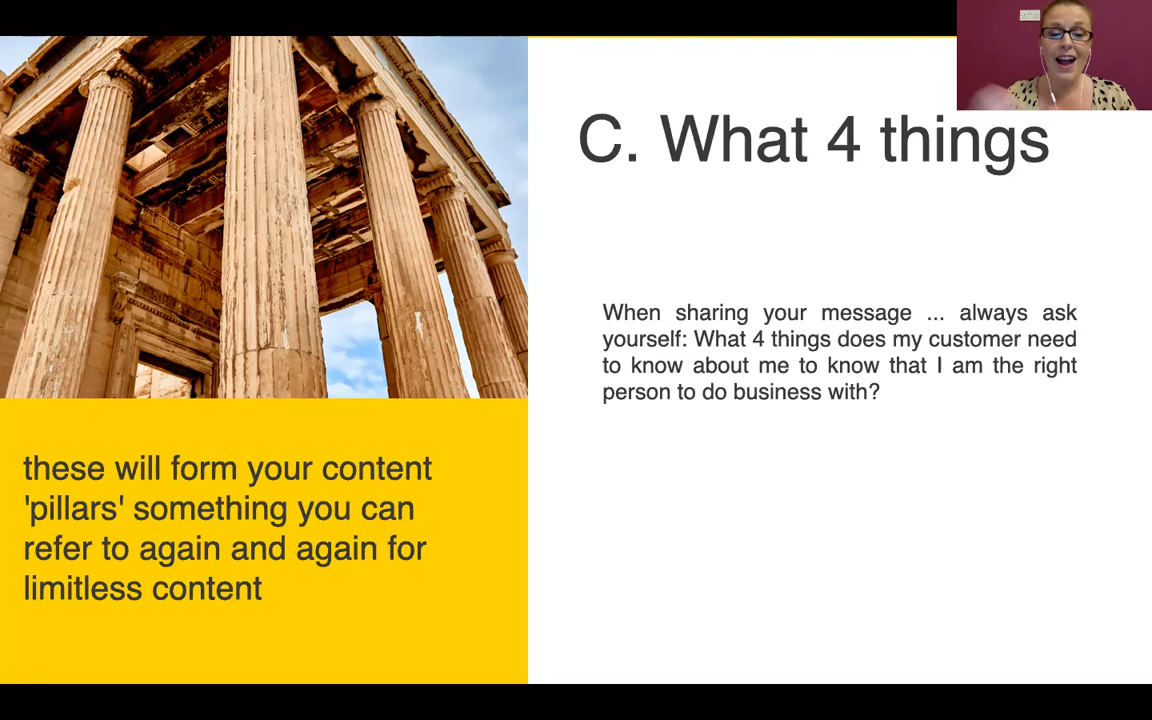 C. What 4 things
When sharing your message ... always ask
yourself: What 4 things does my customer need
to know about me to know that I am the right
person to do business with?
these will form your content
'pillars' something you can
refer to again and again for
limitless content